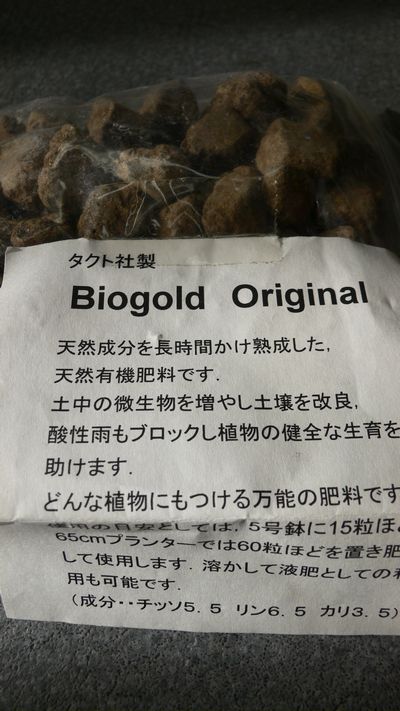 タクト社製
Biogold Original
天然成分を長時間かけ熟成した,
天然有機肥料です.
土中の微生物を増やし土壌を改良,
酸性雨もブロックし植物の健全な生育を
助けます.
どんな植物にもつける万能の肥料です
使用の目安としては, 5号鉢に15粒ほ
65cmプランターでは60粒ほどを置き肥
して使用します. 溶かして液肥としての利
用も可能です.
(成分・・チッソ5.5 リン6.5 カリ3.5)